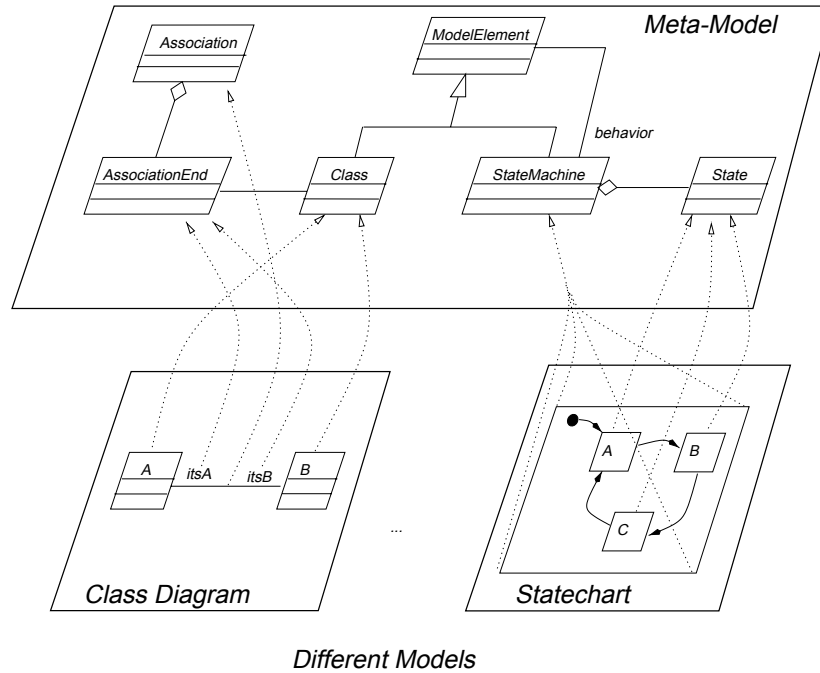 Meta-Model
Association
ModelElement
behavior
AssociationEnd
Class
StateMachine
State
A
itsA
itsB
B
...
A
B
C
Class Diagram
Statechart
Different Models